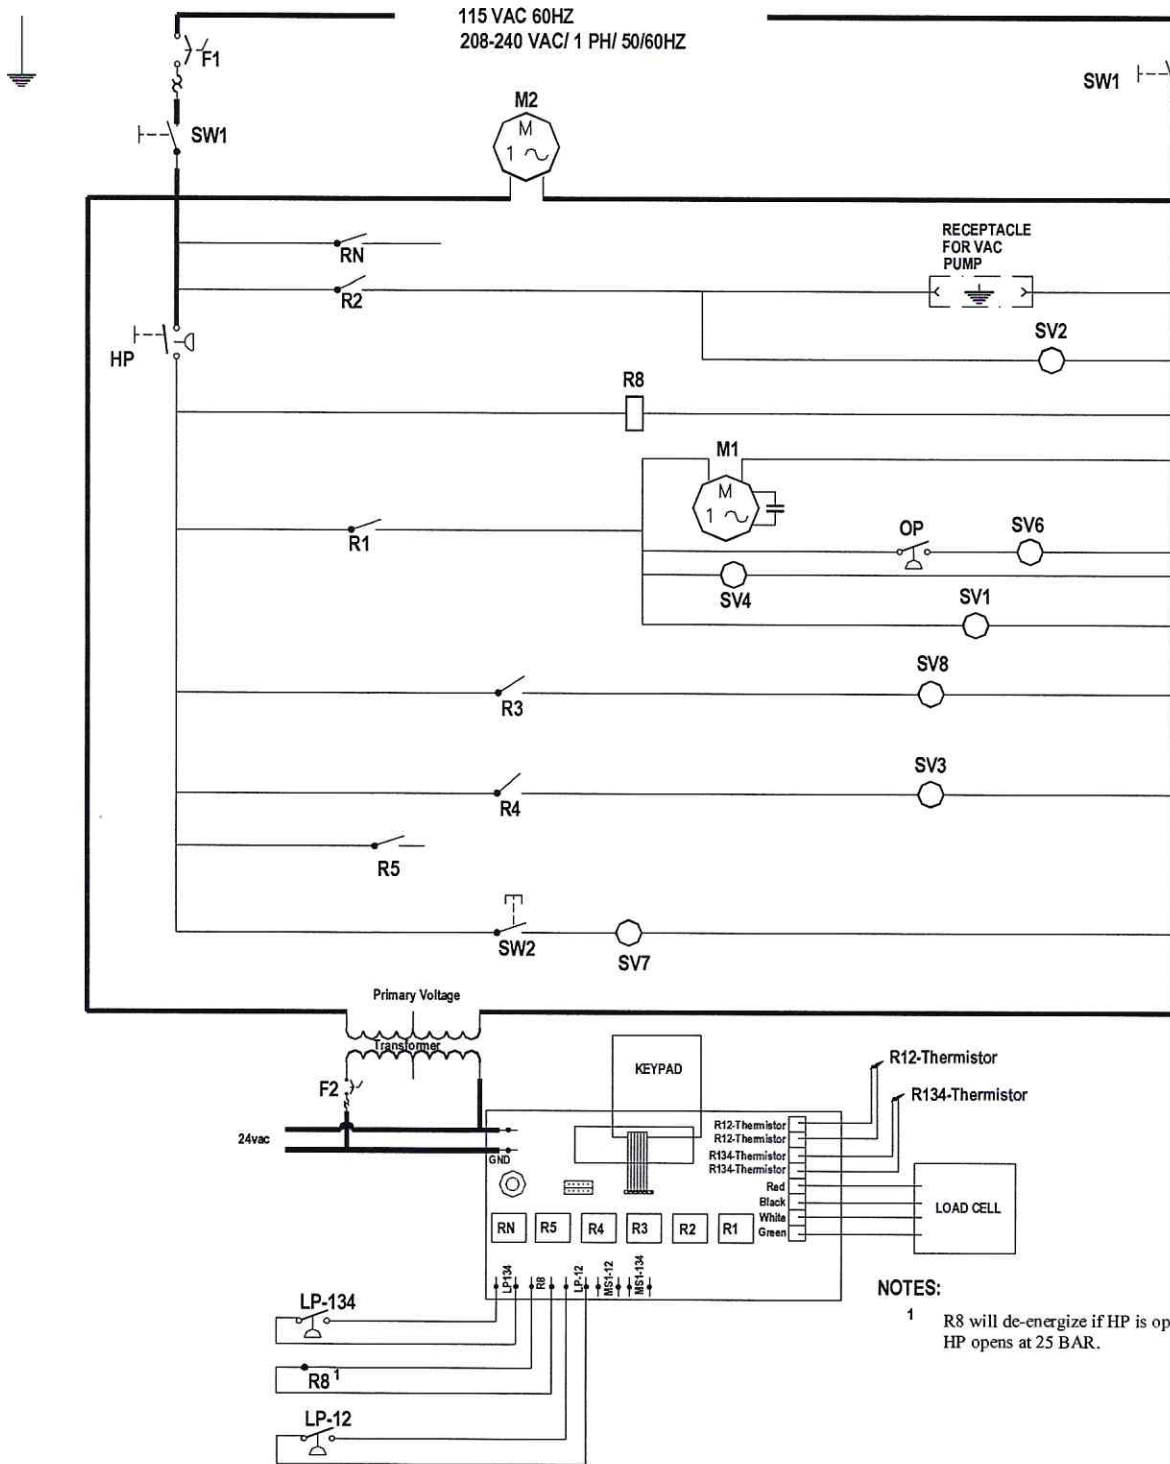 115 VAC 60HZ
208-240 VAC/ 1 PH/ 50/60HZ
F1
SW1
SW1
M2
M
1
RN
R2
RECEPTACLE
FOR VAC
PUMP
SV2
HP
R8
M1
M
1
R1
OP
SV6
SV4
SV1
R3
SV8
R4
SV3
R5
SW2
SV7
Primary Voltage
Transformer
F2
24vac
GND
KEYPAD
R12-Thermistor
R134-Thermistor
R12-Thermistor
R12-Thermistor
R134-Thermistor
R134-Thermistor
Red
Black
White
Green
LOAD CELL
RN R5 R4 R3 R2 R1
LP134 R8 LP-12 MS1-12 MS1-134
LP-134
R8 1
LP-12
NOTES:
1 R8 will de-energize if HP is op
HP opens at 25 BAR.